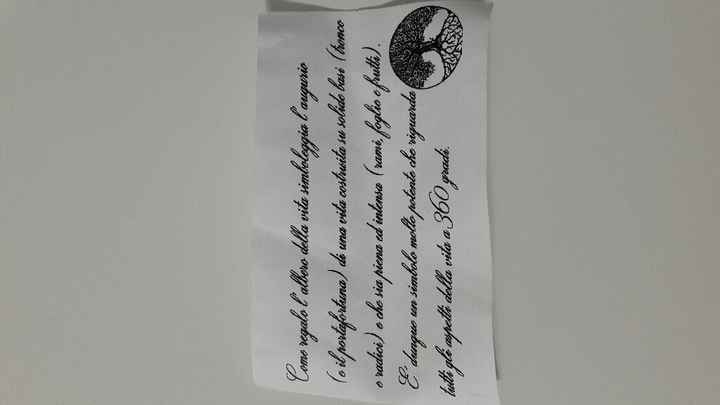 Come regalo l'albero della vita simboleggia l'augurio
(e il portafortuna) di una vita costruita su solide basi (tronco
e radici) e che sia piena ed intensa (rami, foglie e frutti).
E' dunque un simbolo molto potente che riguarda
tutti gli aspetti della vita a 360 gradi.